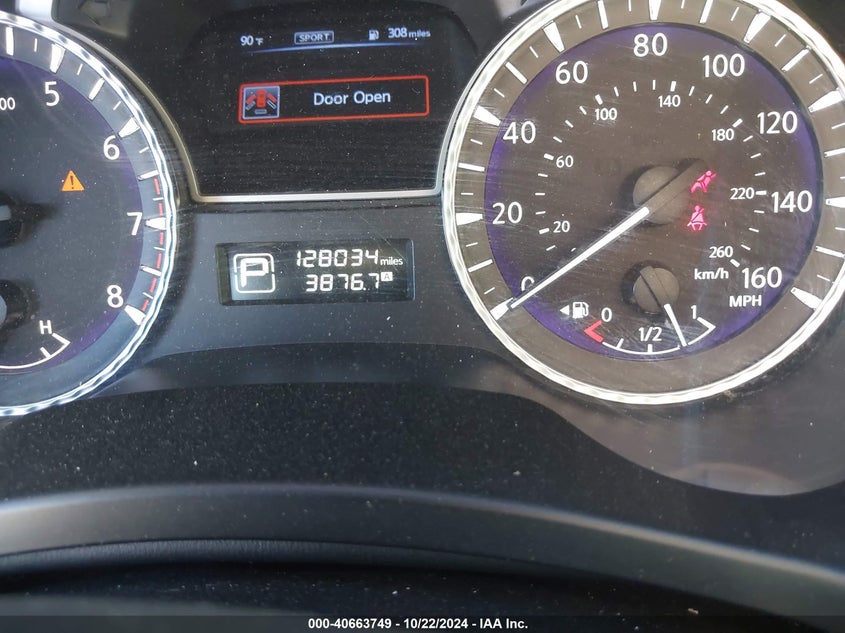 90 °F SPORT 308 miles
Door Open
00 5 6 7 8
H
P 128034 miles
3876.7 A
0 20 40 60 80 100 120 140 160
MPH
20 60 100 140 180 220 260
km/h
0 1/2 1
000-40663749 - 10/22/2024 - IAA Inc.